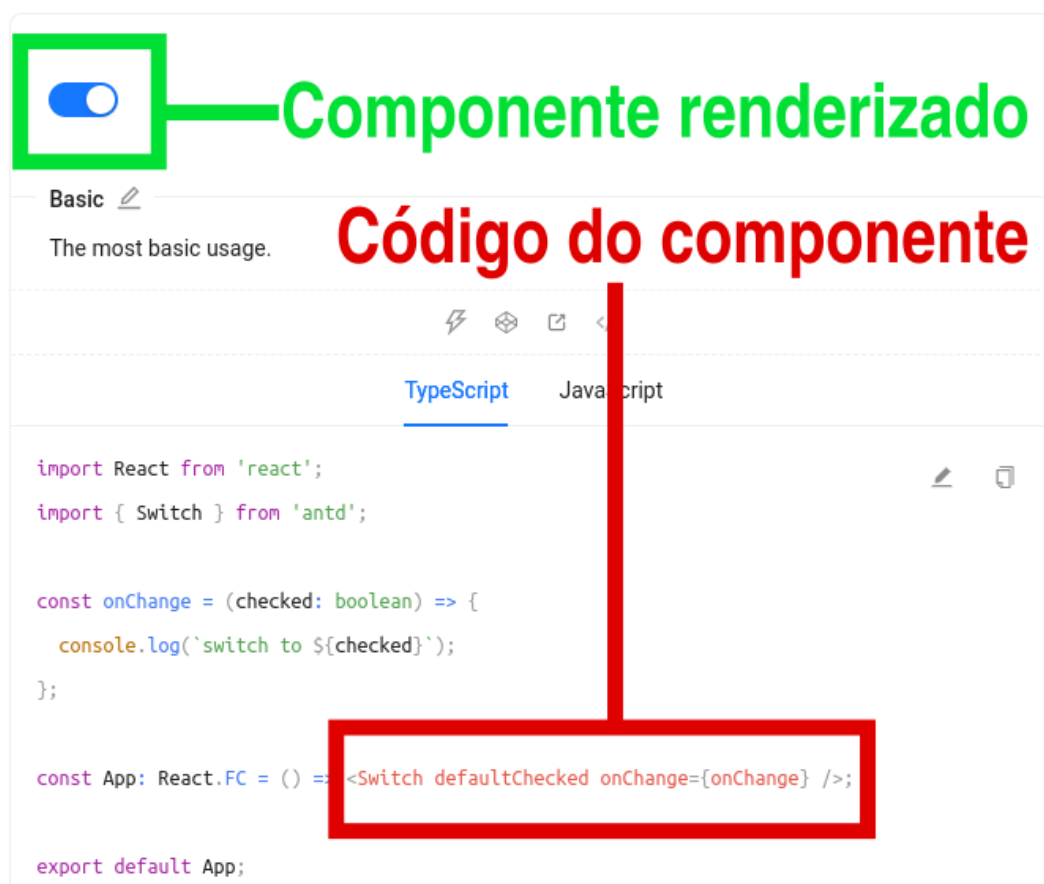 Componente renderizado
Basic
Código do componente
The most basic usage.
TypeScript JavaScript
import React from 'react';
import { Switch } from 'antd';
const onChange = (checked: boolean) => {
console.log(`switch to ${checked}`);
};
const App: React.FC = () => <Switch defaultChecked onChange={onChange} />;
export default App;